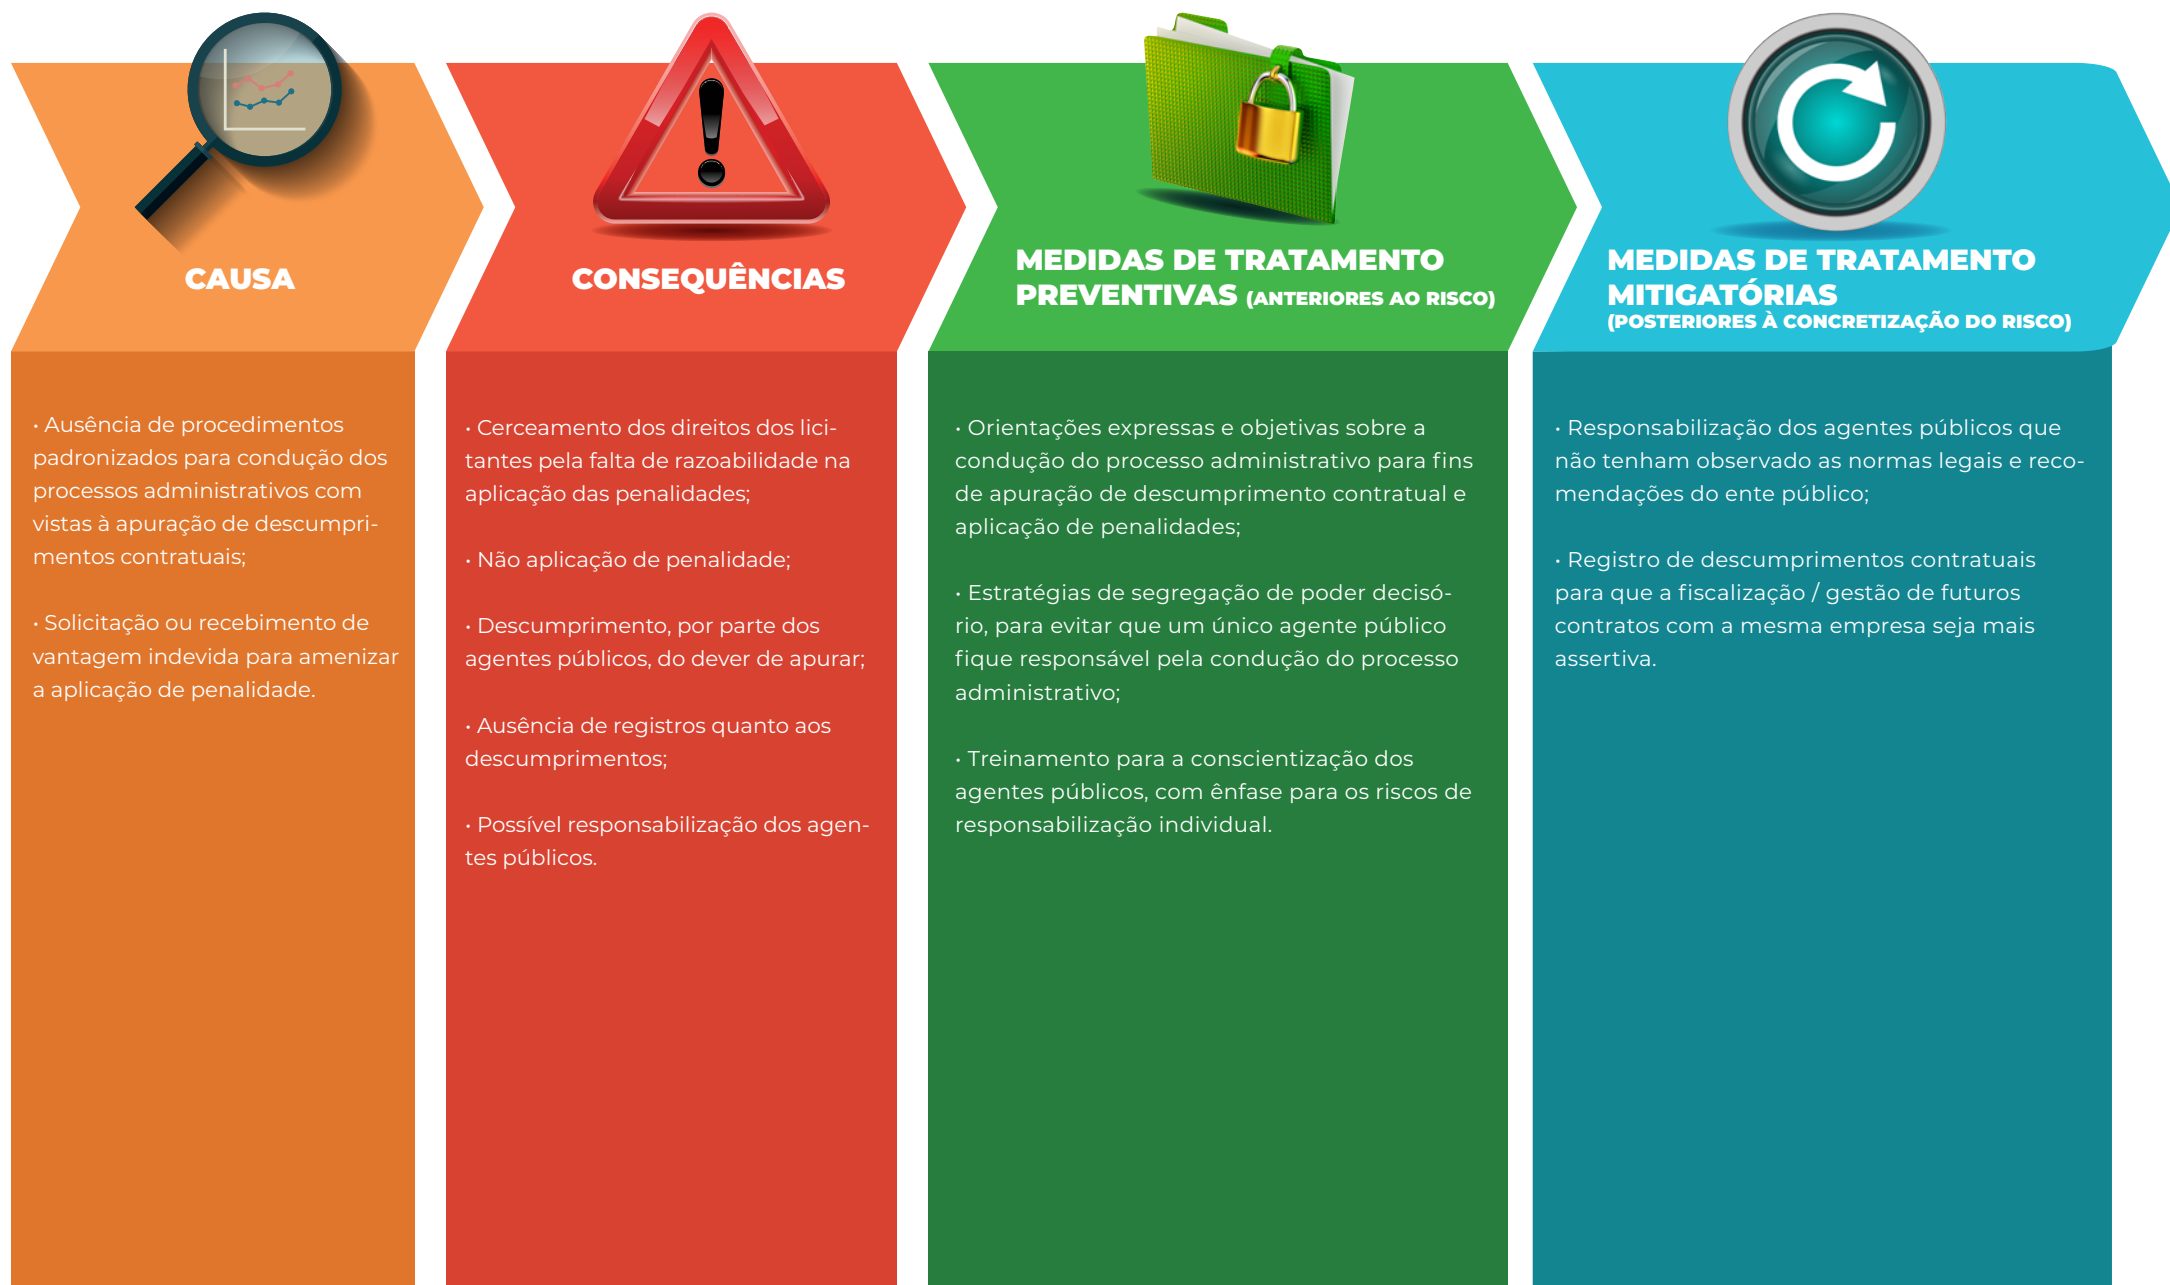 CAUSA
• Ausência de procedimentos
padronizados para condução dos
processos administrativos com
vistas à apuração de descumpri-
mentos contratuais;
• Solicitação ou recebimento de
vantagem indevida para amenizar
a aplicação de penalidade.
CONSEQUÊNCIAS
• Cerceamento dos direitos dos lici-
tantes pela falta de razoabilidade na
aplicação das penalidades;
• Não aplicação de penalidade;
• Descumprimento, por parte dos
agentes públicos, do dever de apurar;
• Ausência de registros quanto aos
descumprimentos;
• Possível responsabilização dos agen-
tes públicos.
MEDIDAS DE TRATAMENTO
PREVENTIVAS (ANTERIORES AO RISCO)
• Orientações expressas e objetivas sobre a
condução do processo administrativo para fins
de apuração de descumprimento contratual e
aplicação de penalidades;
• Estratégias de segregação de poder decisó-
rio, para evitar que um único agente público
fique responsável pela condução do processo
administrativo;
• Treinamento para a conscientização dos
agentes públicos, com ênfase para os riscos de
responsabilização individual.
MEDIDAS DE TRATAMENTO
MITIGATÓRIAS
(POSTERIORES À CONCRETIZAÇÃO DO RISCO)
• Responsabilização dos agentes públicos que
não tenham observado as normas legais e reco-
mendações do ente público;
• Registro de descumprimentos contratuais
para que a fiscalização / gestão de futuros
contratos com a mesma empresa seja mais
assertiva.